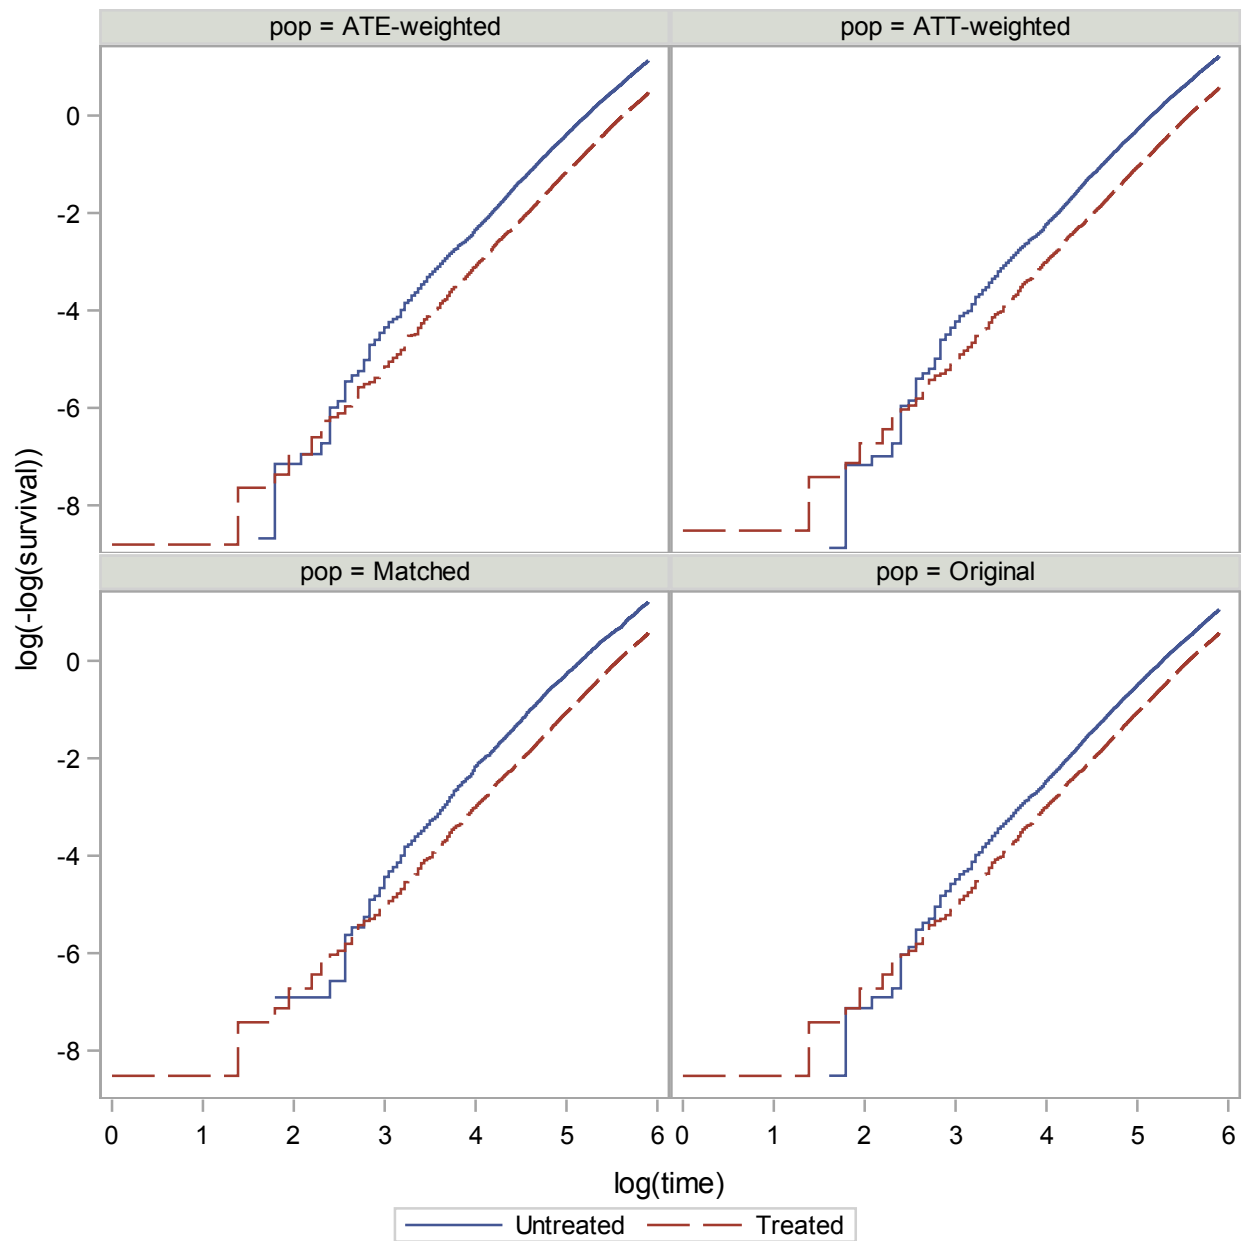 pop = ATE-weighted
pop = ATT-weighted
0
-2
-4
-6
-8
pop = Matched
pop = Original
0
-2
-4
-6
-8
log(-log(survival))
0 1 2 3 4 5 6 0 1 2 3 4 5 6
log(time)
Untreated Treated